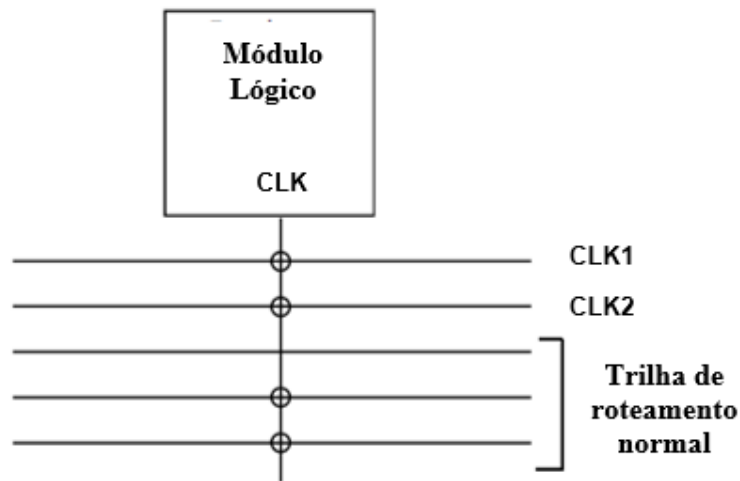 Módulo
Lógico
CLK
CLK1
CLK2
Trilha de
roteamento
normal